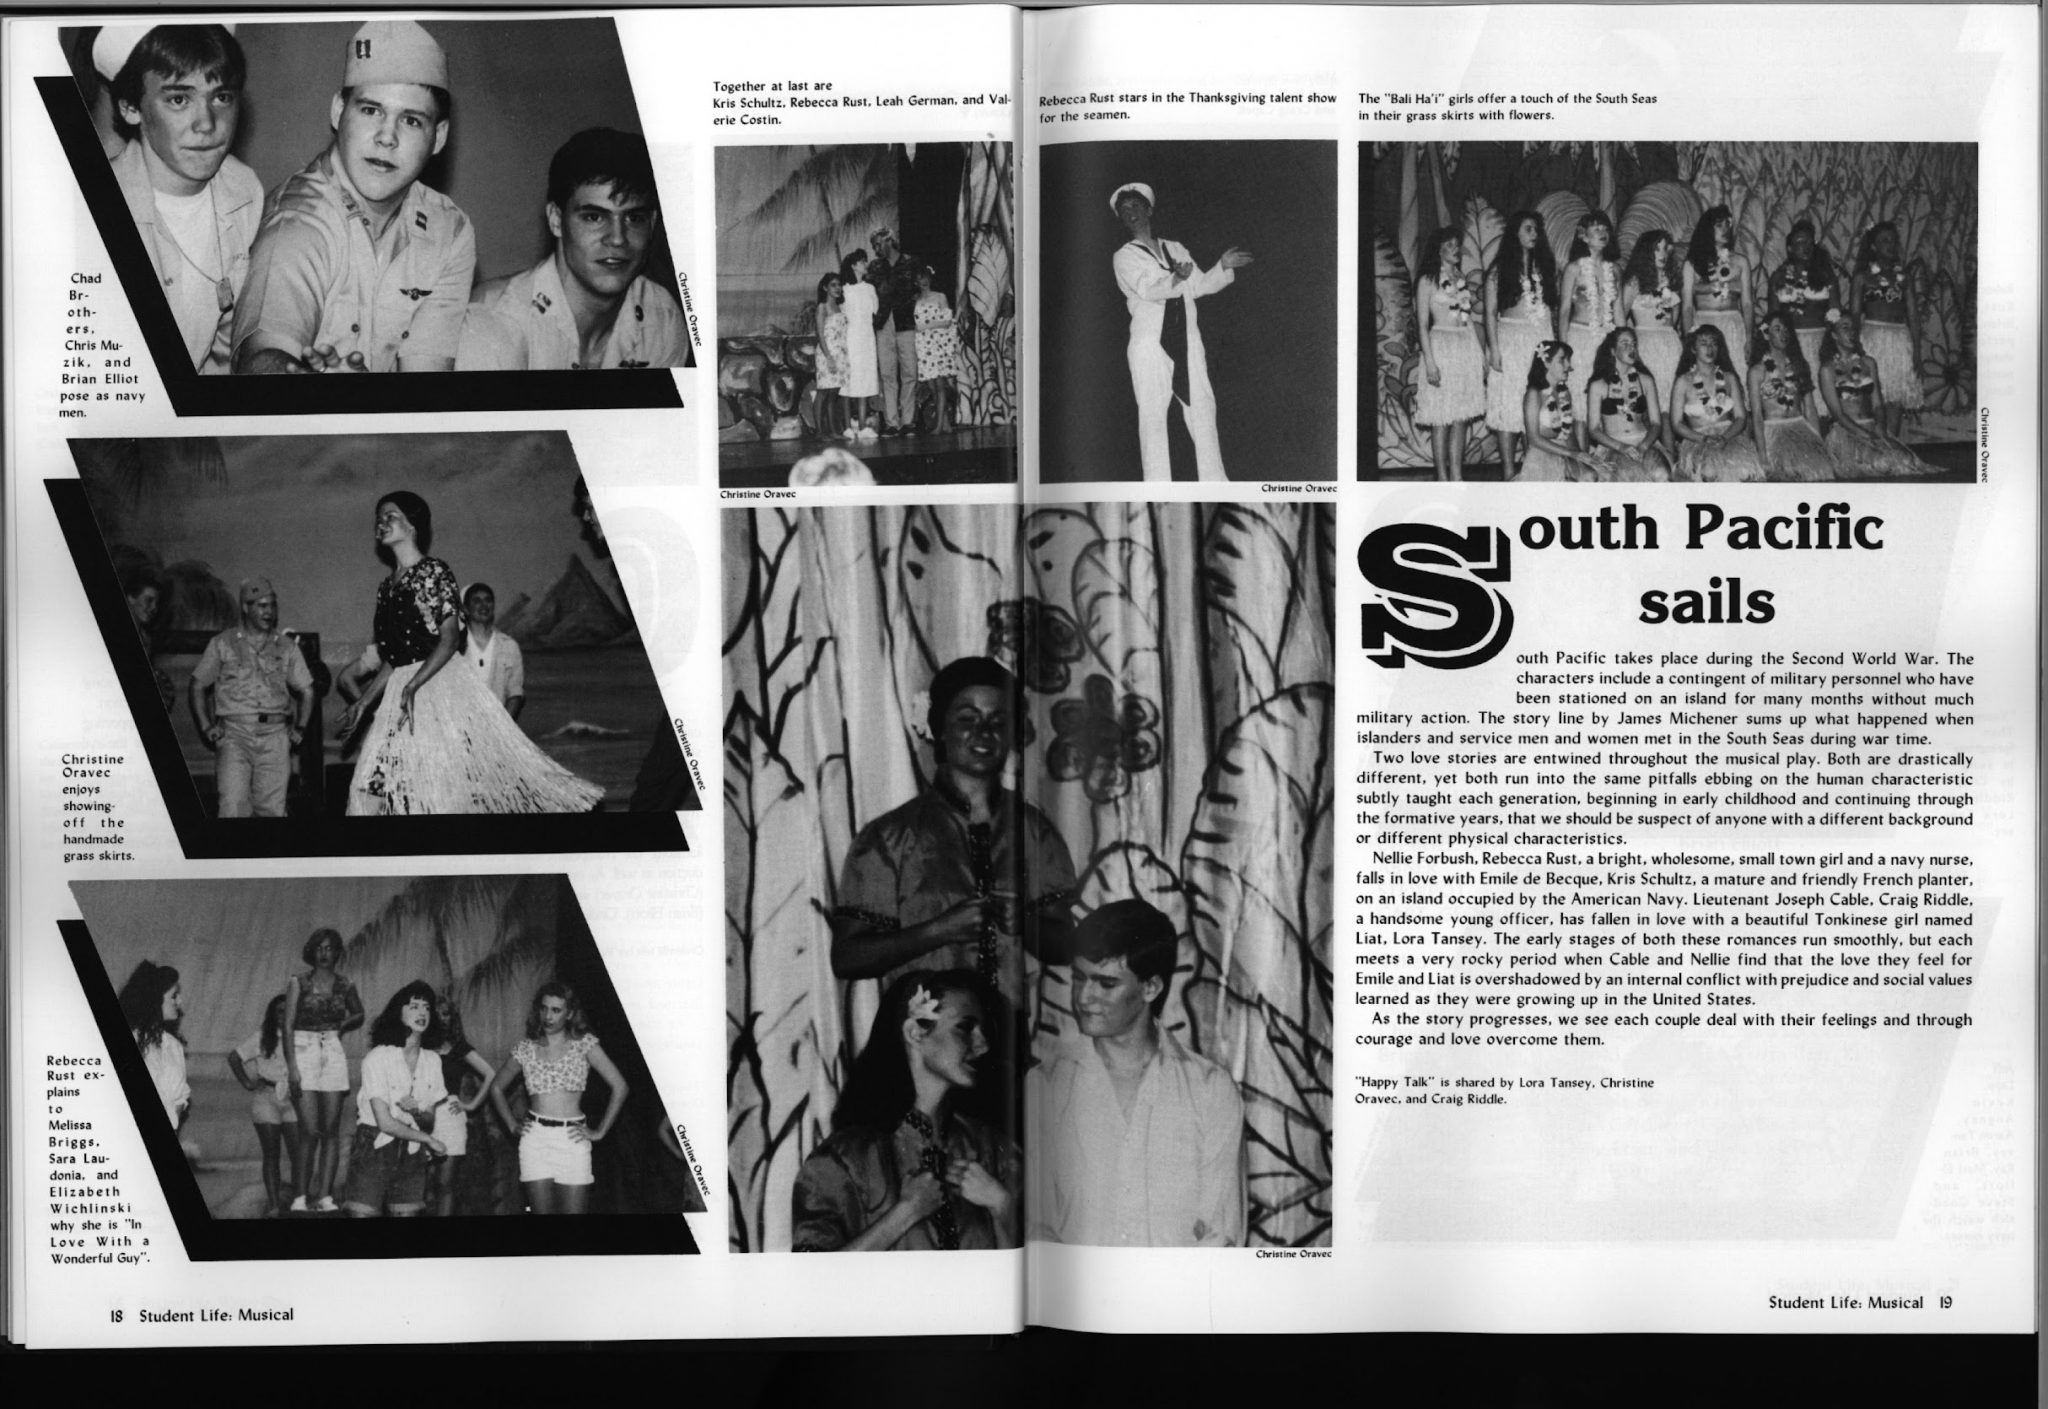 Chad
Br-
oth-
ers,
Chris Mu-
zik, and
Brian Elliot
pose as navy
men.
Christine Oravec
Christine
Oravec
enjoys
showing-
off the
handmade
grass skirts.
Christine Oravec
Rebecca
Rust ex-
plains
to
Melissa
Briggs,
Sara Lau-
donia, and
Elizabeth
Wichlinski
why she is "In
Love With a
Wonderful Guy".
Christine Oravec
18 Student Life: Musical
Together at last are
Kris Schultz, Rebecca Rust, Leah German, and Val-
erie Costin.
Christine Oravec
Rebecca Rust stars in the Thanksgiving talent show
for the seamen.
Christine Oravec
The "Bali Ha'i" girls offer a touch of the South Seas
in their grass skirts with flowers.
Christine Oravec
Christine Oravec
South Pacific
sails
outh Pacific takes place during the Second World War. The
characters include a contingent of military personnel who have
been stationed on an island for many months without much
military action. The story line by James Michener sums up what happened when
islanders and service men and women met in the South Seas during war time.
Two love stories are entwined throughout the musical play. Both are drastically
different, yet both run into the same pitfalls ebbing on the human characteristic
subtly taught each generation, beginning in early childhood and continuing through
the formative years, that we should be suspect of anyone with a different background
or different physical characteristics.
Nellie Forbush, Rebecca Rust, a bright, wholesome, small town girl and a navy nurse,
falls in love with Emile de Becque, Kris Schultz, a mature and friendly French planter,
on an island occupied by the American Navy. Lieutenant Joseph Cable, Craig Riddle,
a handsome young officer, has fallen in love with a beautiful Tonkinese girl named
Liat, Lora Tansey. The early stages of both these romances run smoothly, but each
meets a very rocky period when Cable and Nellie find that the love they feel for
Emile and Liat is overshadowed by an internal conflict with prejudice and social values
learned as they were growing up in the United States.
As the story progresses, we see each couple deal with their feelings and through
courage and love overcome them.
"Happy Talk" is shared by Lora Tansey, Christine
Oravec, and Craig Riddle.
Student Life: Musical 19